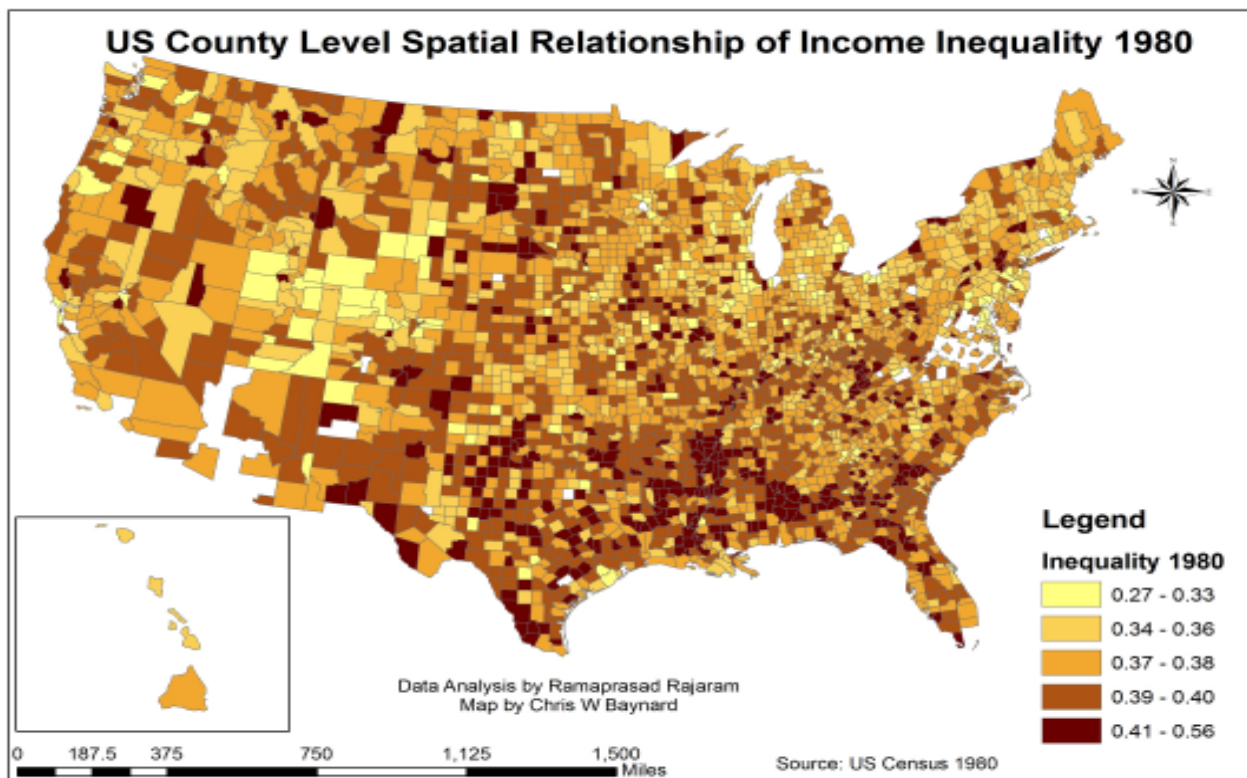 US County Level Spatial Relationship of Income Inequality 1980
N
W
E
S
Legend
Inequality 1980
0.27 - 0.33
0.34 - 0.36
0.37 - 0.38
0.39 - 0.40
0.41 - 0.56
Data Analysis by Ramaprasad Rajaram
Map by Chris W Baynard
0 187.5 375 750 1,125 1,500
Miles
Source: US Census 1980